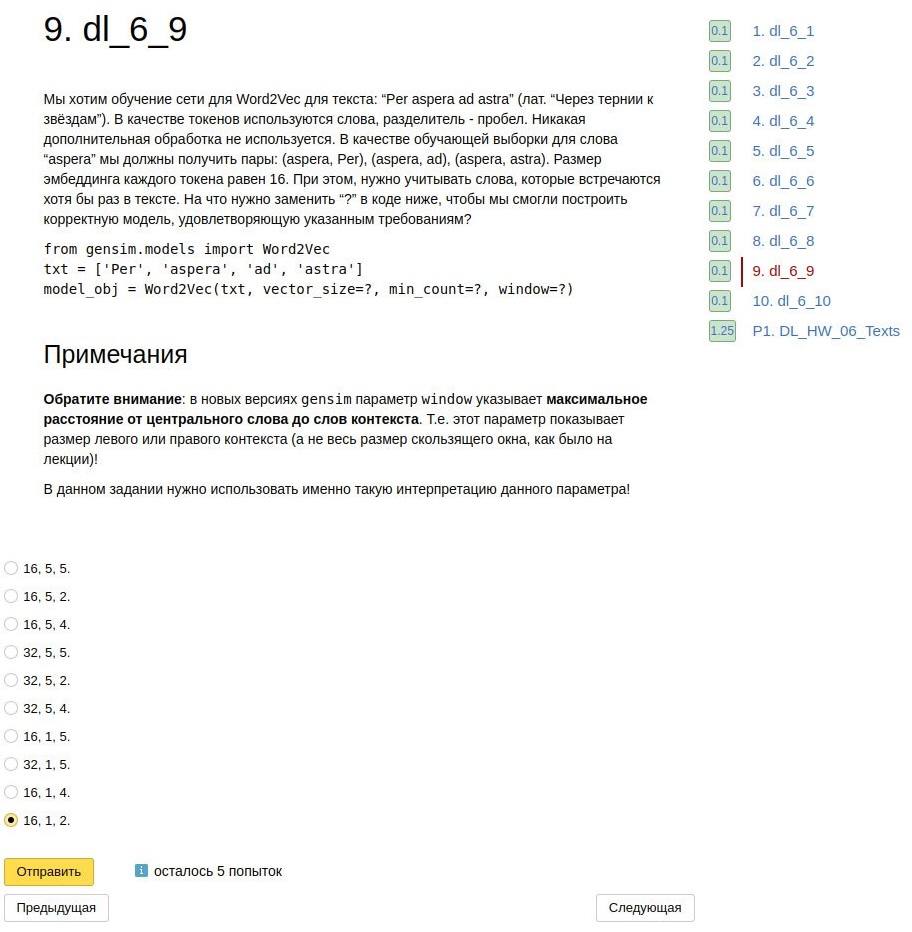 9. dl_6_9
Мы хотим обучение сети для Word2Vec для текста: “Per aspera ad astra” (лат. “Через тернии к
звёздам”). В качестве токенов используются слова, разделитель - пробел. Никакая
дополнительная обработка не используется. В качестве обучающей выборки для слова
“aspera” мы должны получить пары: (aspera, Per), (aspera, ad), (aspera, astra). Размер
эмбеддинга каждого токена равен 16. При этом, нужно учитывать слова, которые встречаются
хотя бы раз в тексте. На что нужно заменить “?” в коде ниже, чтобы мы смогли построить
корректную модель, удовлетворяющую указанным требованиям?
from gensim.models import Word2Vec
txt = ['Per', 'aspera', 'ad', 'astra']
model_obj = Word2Vec(txt, vector_size=?, min_count=?, window=?)
Примечания
Обратите внимание: в новых версиях gensim параметр window указывает максимальное
расстояние от центрального слова до слов контекста. Т.е. этот параметр показывает
размер левого или правого контекста (а не весь размер скользящего окна, как было на
лекции)!
В данном задании нужно использовать именно такую интерпретацию данного параметра!
16, 5, 5.
16, 5, 2.
16, 5, 4.
32, 5, 5.
32, 5, 2.
32, 5, 4.
16, 1, 5.
32, 1, 5.
16, 1, 4.
16, 1, 2.
Отправить
i осталось 5 попыток
Предыдущая
Следующая
0.1 1. dl_6_1
0.1 2. dl_6_2
0.1 3. dl_6_3
0.1 4. dl_6_4
0.1 5. dl_6_5
0.1 6. dl_6_6
0.1 7. dl_6_7
0.1 8. dl_6_8
0.1 9. dl_6_9
0.1 10. dl_6_10
1.25 P1. DL_HW_06_Texts